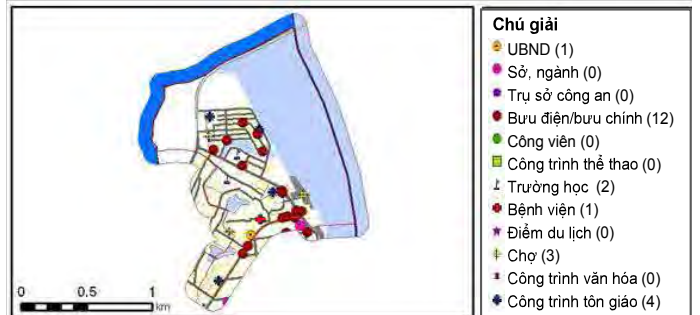 Chú giải
UBND (1)
Sở, ngành (0)
Trụ sở công an (0)
Bưu điện/bưu chính (12)
Công viên (0)
Công trình thể thao (0)
Trường học (2)
Bệnh viện (1)
Điểm du lịch (0)
Chợ (3)
Công trình văn hóa (0)
Công trình tôn giáo (4)
0 0.5 1
km